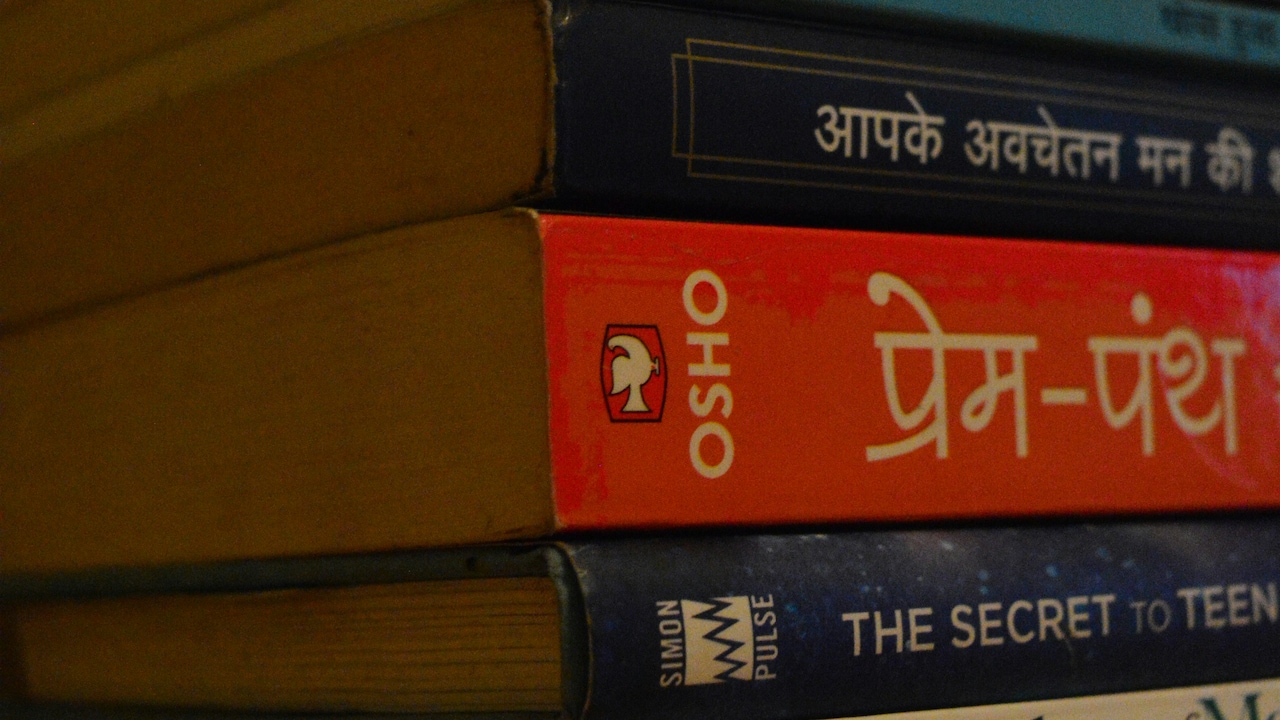 आपके अवचेतन मन की
OSHO
प्रेम-पंथ
SIMON
PULSE
THE SECRET TO TEEN